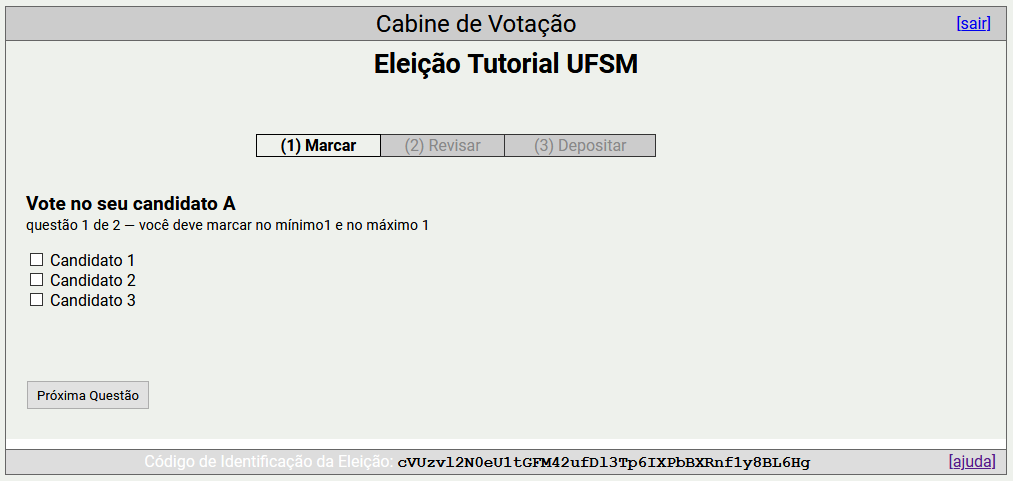 Cabine de Votação [sair]
Eleição Tutorial UFSM
(1) Marcar (2) Revisar (3) Depositar
Vote no seu candidato A
questão 1 de 2 — você deve marcar no mínimo1 e no máximo 1
Candidato 1
Candidato 2
Candidato 3
Próxima Questão
Código de Identificação da Eleição: cVUzvl2N0eU1tGFM42ufDl3Tp6IXPbBXRnf1y8BL6Hg [ajuda]